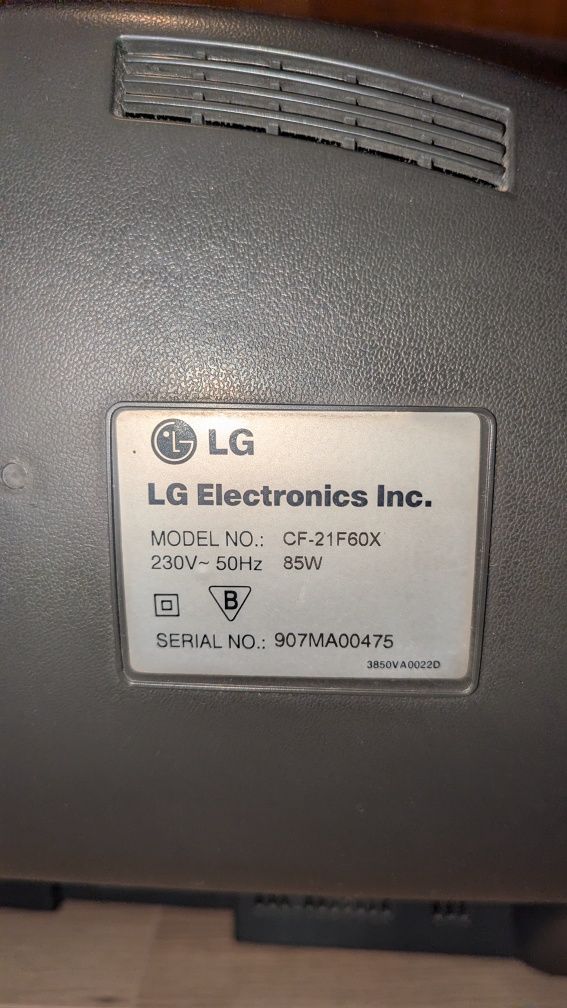 LG
LG Electronics Inc.
MODEL NO.: CF-21F60X
230V~ 50Hz 85W
B
SERIAL NO.: 907MA00475
3850VA0022D